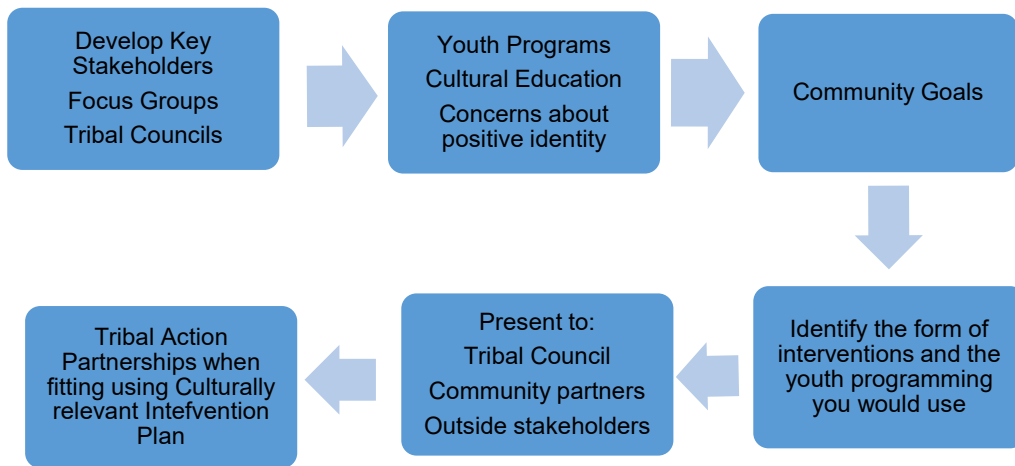 Develop Key
Stakeholders
Focus Groups
Tribal Councils
Youth Programs
Cultural Education
Concerns about
positive identity
Community Goals
Identify the form of
interventions and the
youth programming
you would use
Present to:
Tribal Council
Community partners
Outside stakeholders
Tribal Action
Partnerships when
fitting using Culturally
relevant Intefvention
Plan